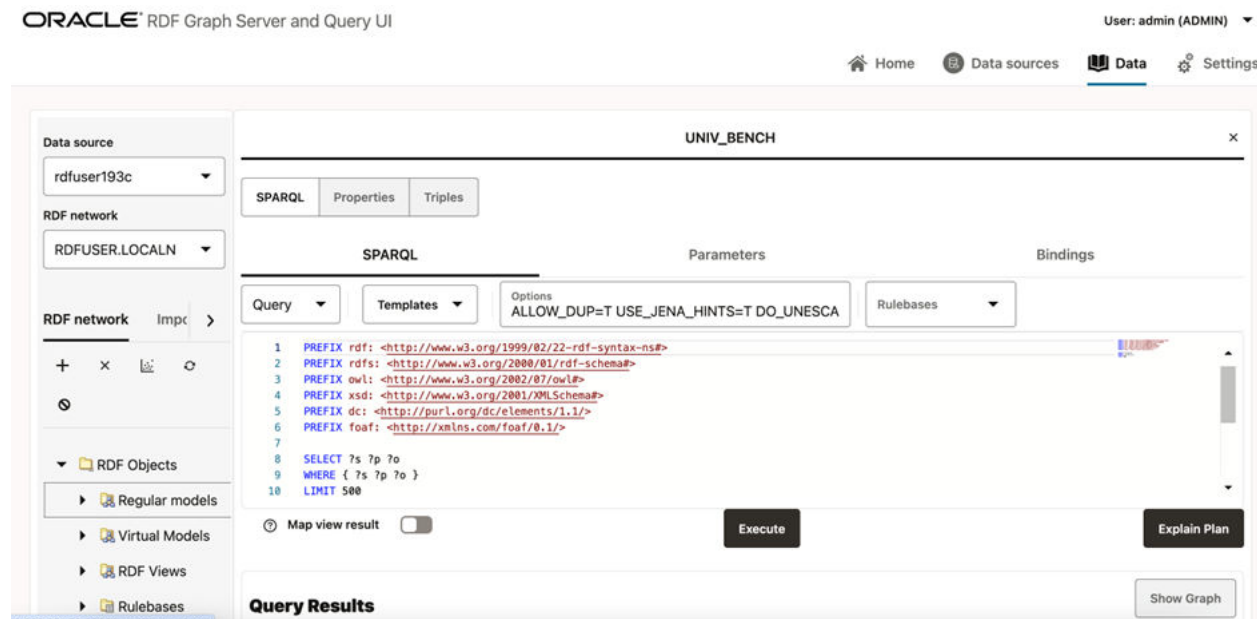 ORACLE RDF Graph Server and Query UI
User: admin (ADMIN)
Home
Data sources
Data
Settings
Data source
rdfuser193c
RDF network
RDFUSER.LOCALN
RDF network
Impc
RDF Objects
Regular models
Virtual Models
RDF Views
Rulebases
UNIV_BENCH
SPARQL
Properties
Triples
SPARQL
Parameters
Bindings
Query
Templates
Options
ALLOW_DUP=T USE_JENA_HINTS=T DO_UNESCA
Rulebases
1 PREFIX rdf: <http://www.w3.org/1999/02/22-rdf-syntax-ns#>
2 PREFIX rdfs: <http://www.w3.org/2000/01/rdf-schema#>
3 PREFIX owl: <http://www.w3.org/2002/07/owl#>
4 PREFIX xsd: <http://www.w3.org/2001/XMLSchema#>
5 PREFIX dc: <http://purl.org/dc/elements/1.1/>
6 PREFIX foaf: <http://xmlns.com/foaf/0.1/>
7
8 SELECT ?s ?p ?o
9 WHERE { ?s ?p ?o }
10 LIMIT 500
Map view result
Execute
Explain Plan
Query Results
Show Graph